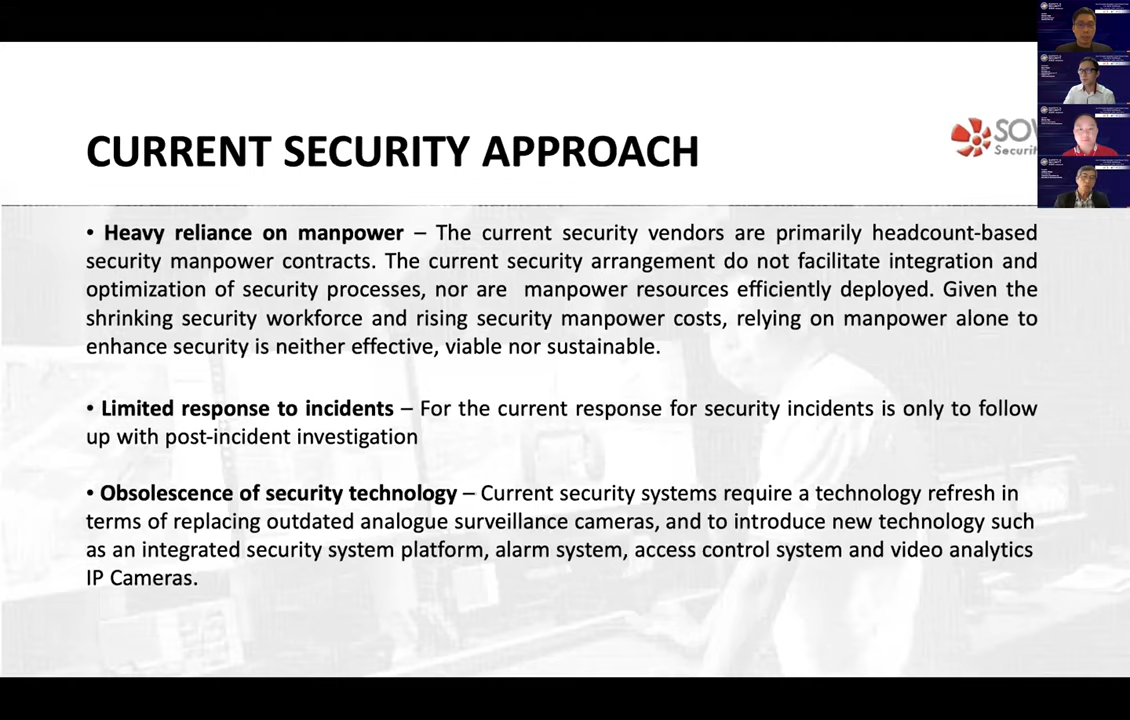 CURRENT SECURITY APPROACH
SOV
Securit
• Heavy reliance on manpower – The current security vendors are primarily headcount-based
security manpower contracts. The current security arrangement do not facilitate integration and
optimization of security processes, nor are manpower resources efficiently deployed. Given the
shrinking security workforce and rising security manpower costs, relying on manpower alone to
enhance security is neither effective, viable nor sustainable.
• Limited response to incidents – For the current response for security incidents is only to follow
up with post-incident investigation
• Obsolescence of security technology – Current security systems require a technology refresh in
terms of replacing outdated analogue surveillance cameras, and to introduce new technology such
as an integrated security system platform, alarm system, access control system and video analytics
IP Cameras.